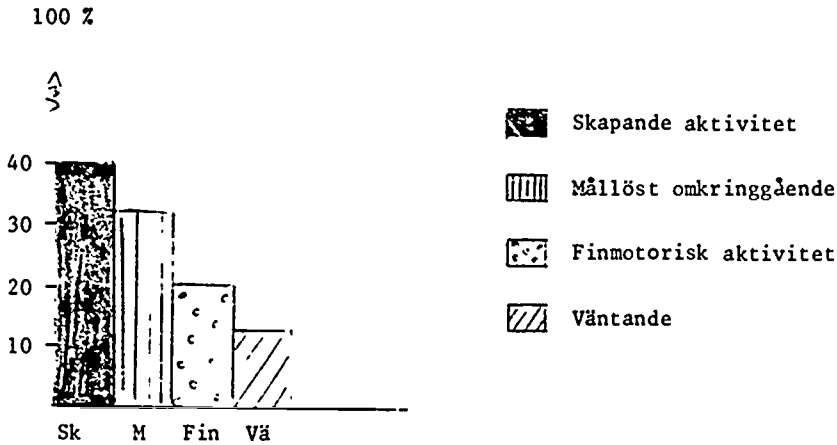 100 %
40
30
20
10
Sk M Fin Vä
Skapande aktivitet
Mållöst omkringgående
Finmotorisk aktivitet
Väntande